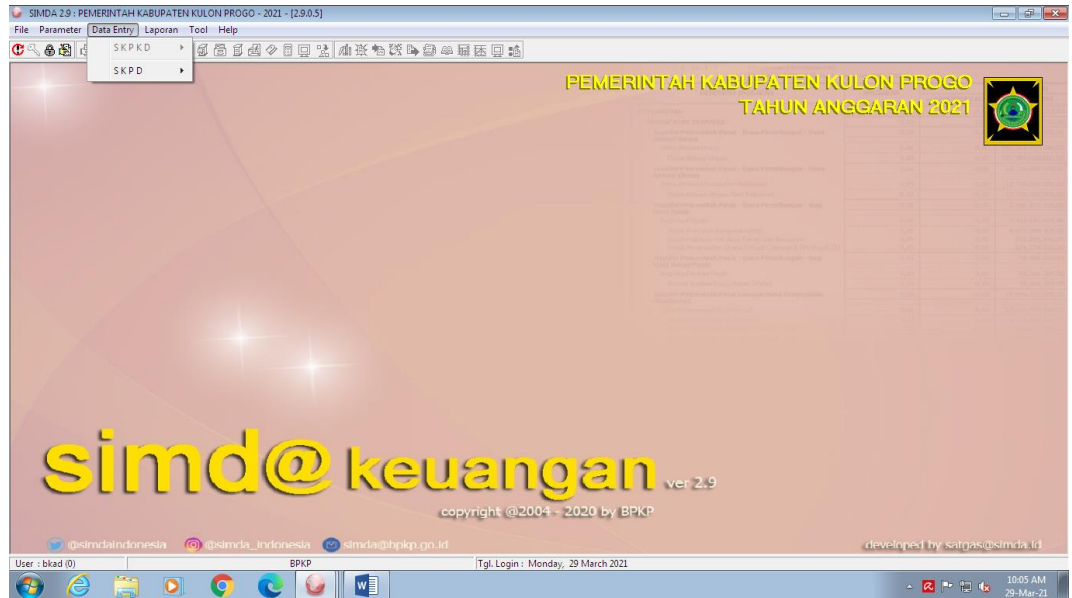 SIMDA 2.9 : PEMERINTAH KABUPATEN KULON PROGO - 2021 - [2.9.0.5]
File Parameter Data Entry Laporan Tool Help
S K P K D
S K P D
PEMERINTAH KABUPATEN KULON PROGO
TAHUN ANGGARAN 2021
simd@ keuangan ver 2.9
copyright @2004 - 2020 by BPKP
@simdaindonesia @simda_indonesia simda@bpkp.go.id developed by satgas@simda.id
User : bkad (0) BPKP Tgl. Login : Monday, 29 March 2021
10:05 AM
29-Mar-21